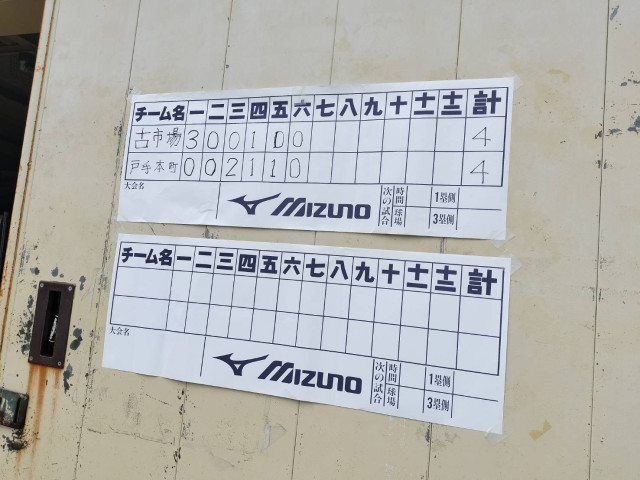 チーム名 一 二 三 四 五 六 七 八 九 十 十一 十二 計
古市場 3 0 0 1 0 0 4
戸手本町 0 0 2 1 1 0 4
大会名 MIZUNO 次の試合 時間 球場 1塁側 3塁側
チーム名 一 二 三 四 五 六 七 八 九 十 十一 十二 計
大会名 MIZUNO 次の試合 時間 球場 1塁側 3塁側